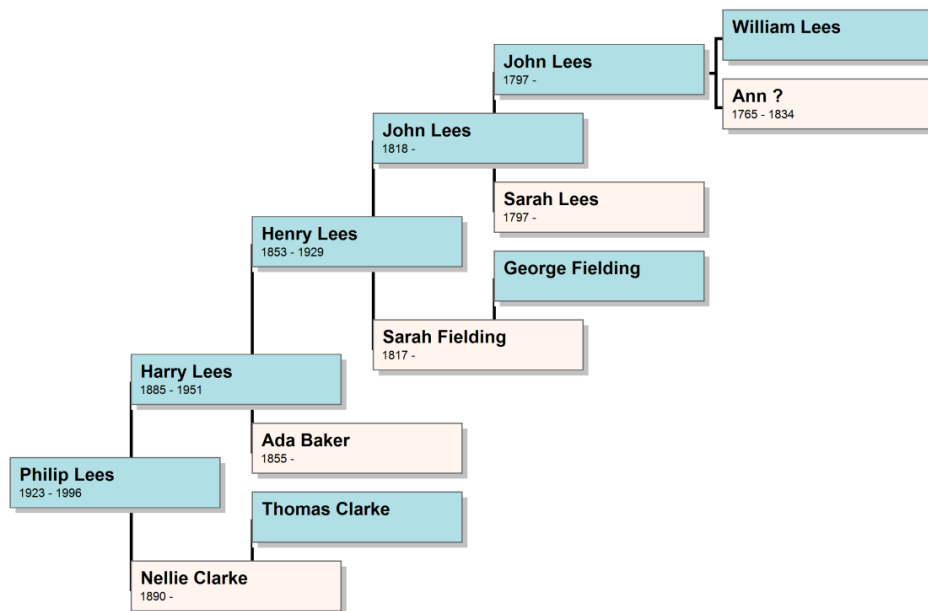 William Lees
John Lees
1797 -
Ann ?
1765 - 1834
John Lees
1818 -
Sarah Lees
1797 -
Henry Lees
1853 - 1929
George Fielding
Sarah Fielding
1817 -
Harry Lees
1885 - 1951
Ada Baker
1855 -
Philip Lees
1923 - 1996
Thomas Clarke
Nellie Clarke
1890 -